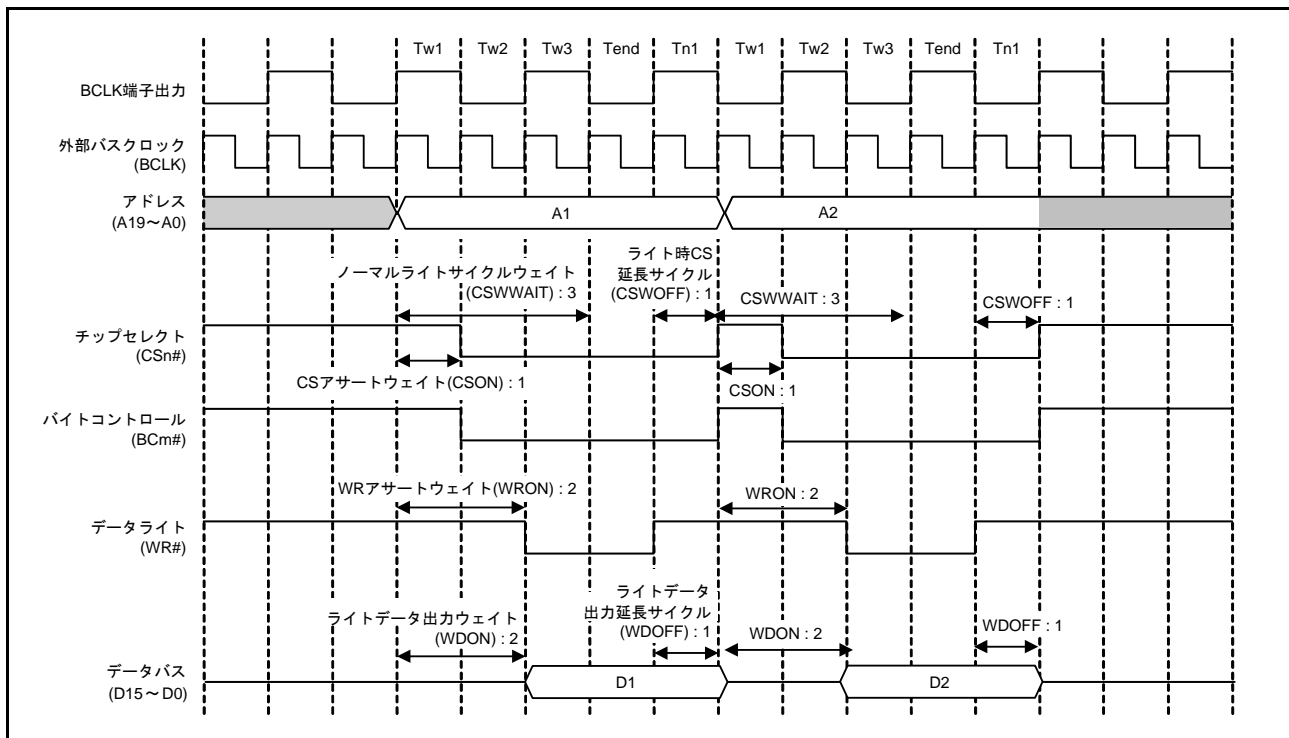 Tw1 Tw2 Tw3 Tend Tn1 Tw1 Tw2 Tw3 Tend Tn1
BCLK端子出力
外部バスクロック
(BCLK)
アドレス
(A19～A0)
A1
A2
ノーマルライトサイクルウェイト
(CSWWAIT) : 3
ライト時CS
延長サイクル
(CSWOFF) : 1
CSWWAIT : 3
CSWOFF : 1
チップセレクト
(CSn#)
CSアサートウェイト(CSON) : 1
CSON : 1
バイトコントロール
(BCm#)
WRアサートウェイト(WRON) : 2
WRON : 2
データライト
(WR#)
ライトデータ出力ウェイト
(WDON) : 2
ライトデータ
出力延長サイクル
(WDOFF) : 1
WDON : 2
WDOFF : 1
データバス
(D15～D0)
D1
D2